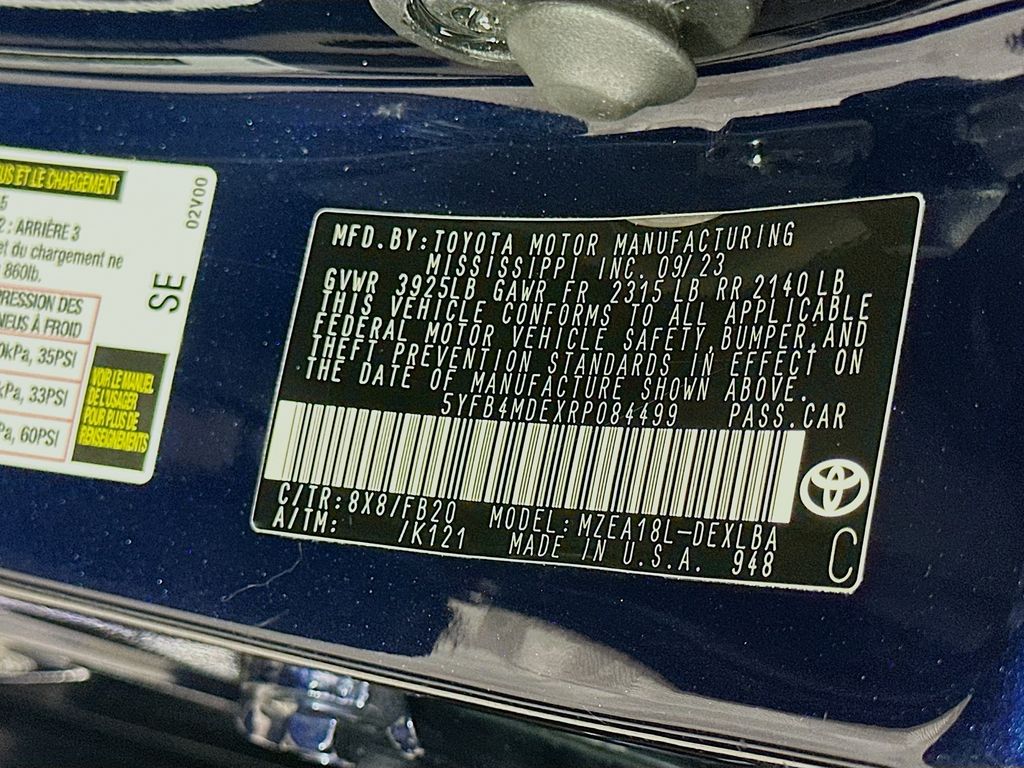 US ET LE CHARGEMENT
5
2 : ARRIÈRE 3
et du chargement ne
860lb.
PRESSION DES
NEUS À FROID
0kPa, 35PSI
kPa, 33PSI
Pa, 60PSI
VOIR LE MANUEL
DE L'USAGER
POUR PLUS DE
RENSEIGNEMENTS
02V00
SE
MFD. BY: TOYOTA MOTOR MANUFACTURING
MISSISSIPPI INC. 09/23
GVWR 3925LB GAWR FR 2315 LB RR 2140 LB
THIS VEHICLE CONFORMS TO ALL APPLICABLE
FEDERAL MOTOR VEHICLE SAFETY, BUMPER, AND
THEFT PREVENTION STANDARDS IN EFFECT ON
THE DATE OF MANUFACTURE SHOWN ABOVE.
5YFB4MDEXRP084499 PASS. CAR
C/TR: 8X8/FB20 MODEL: MZEA18L-DEXLBA
A/TM: /K121 MADE IN U.S.A. 948
C